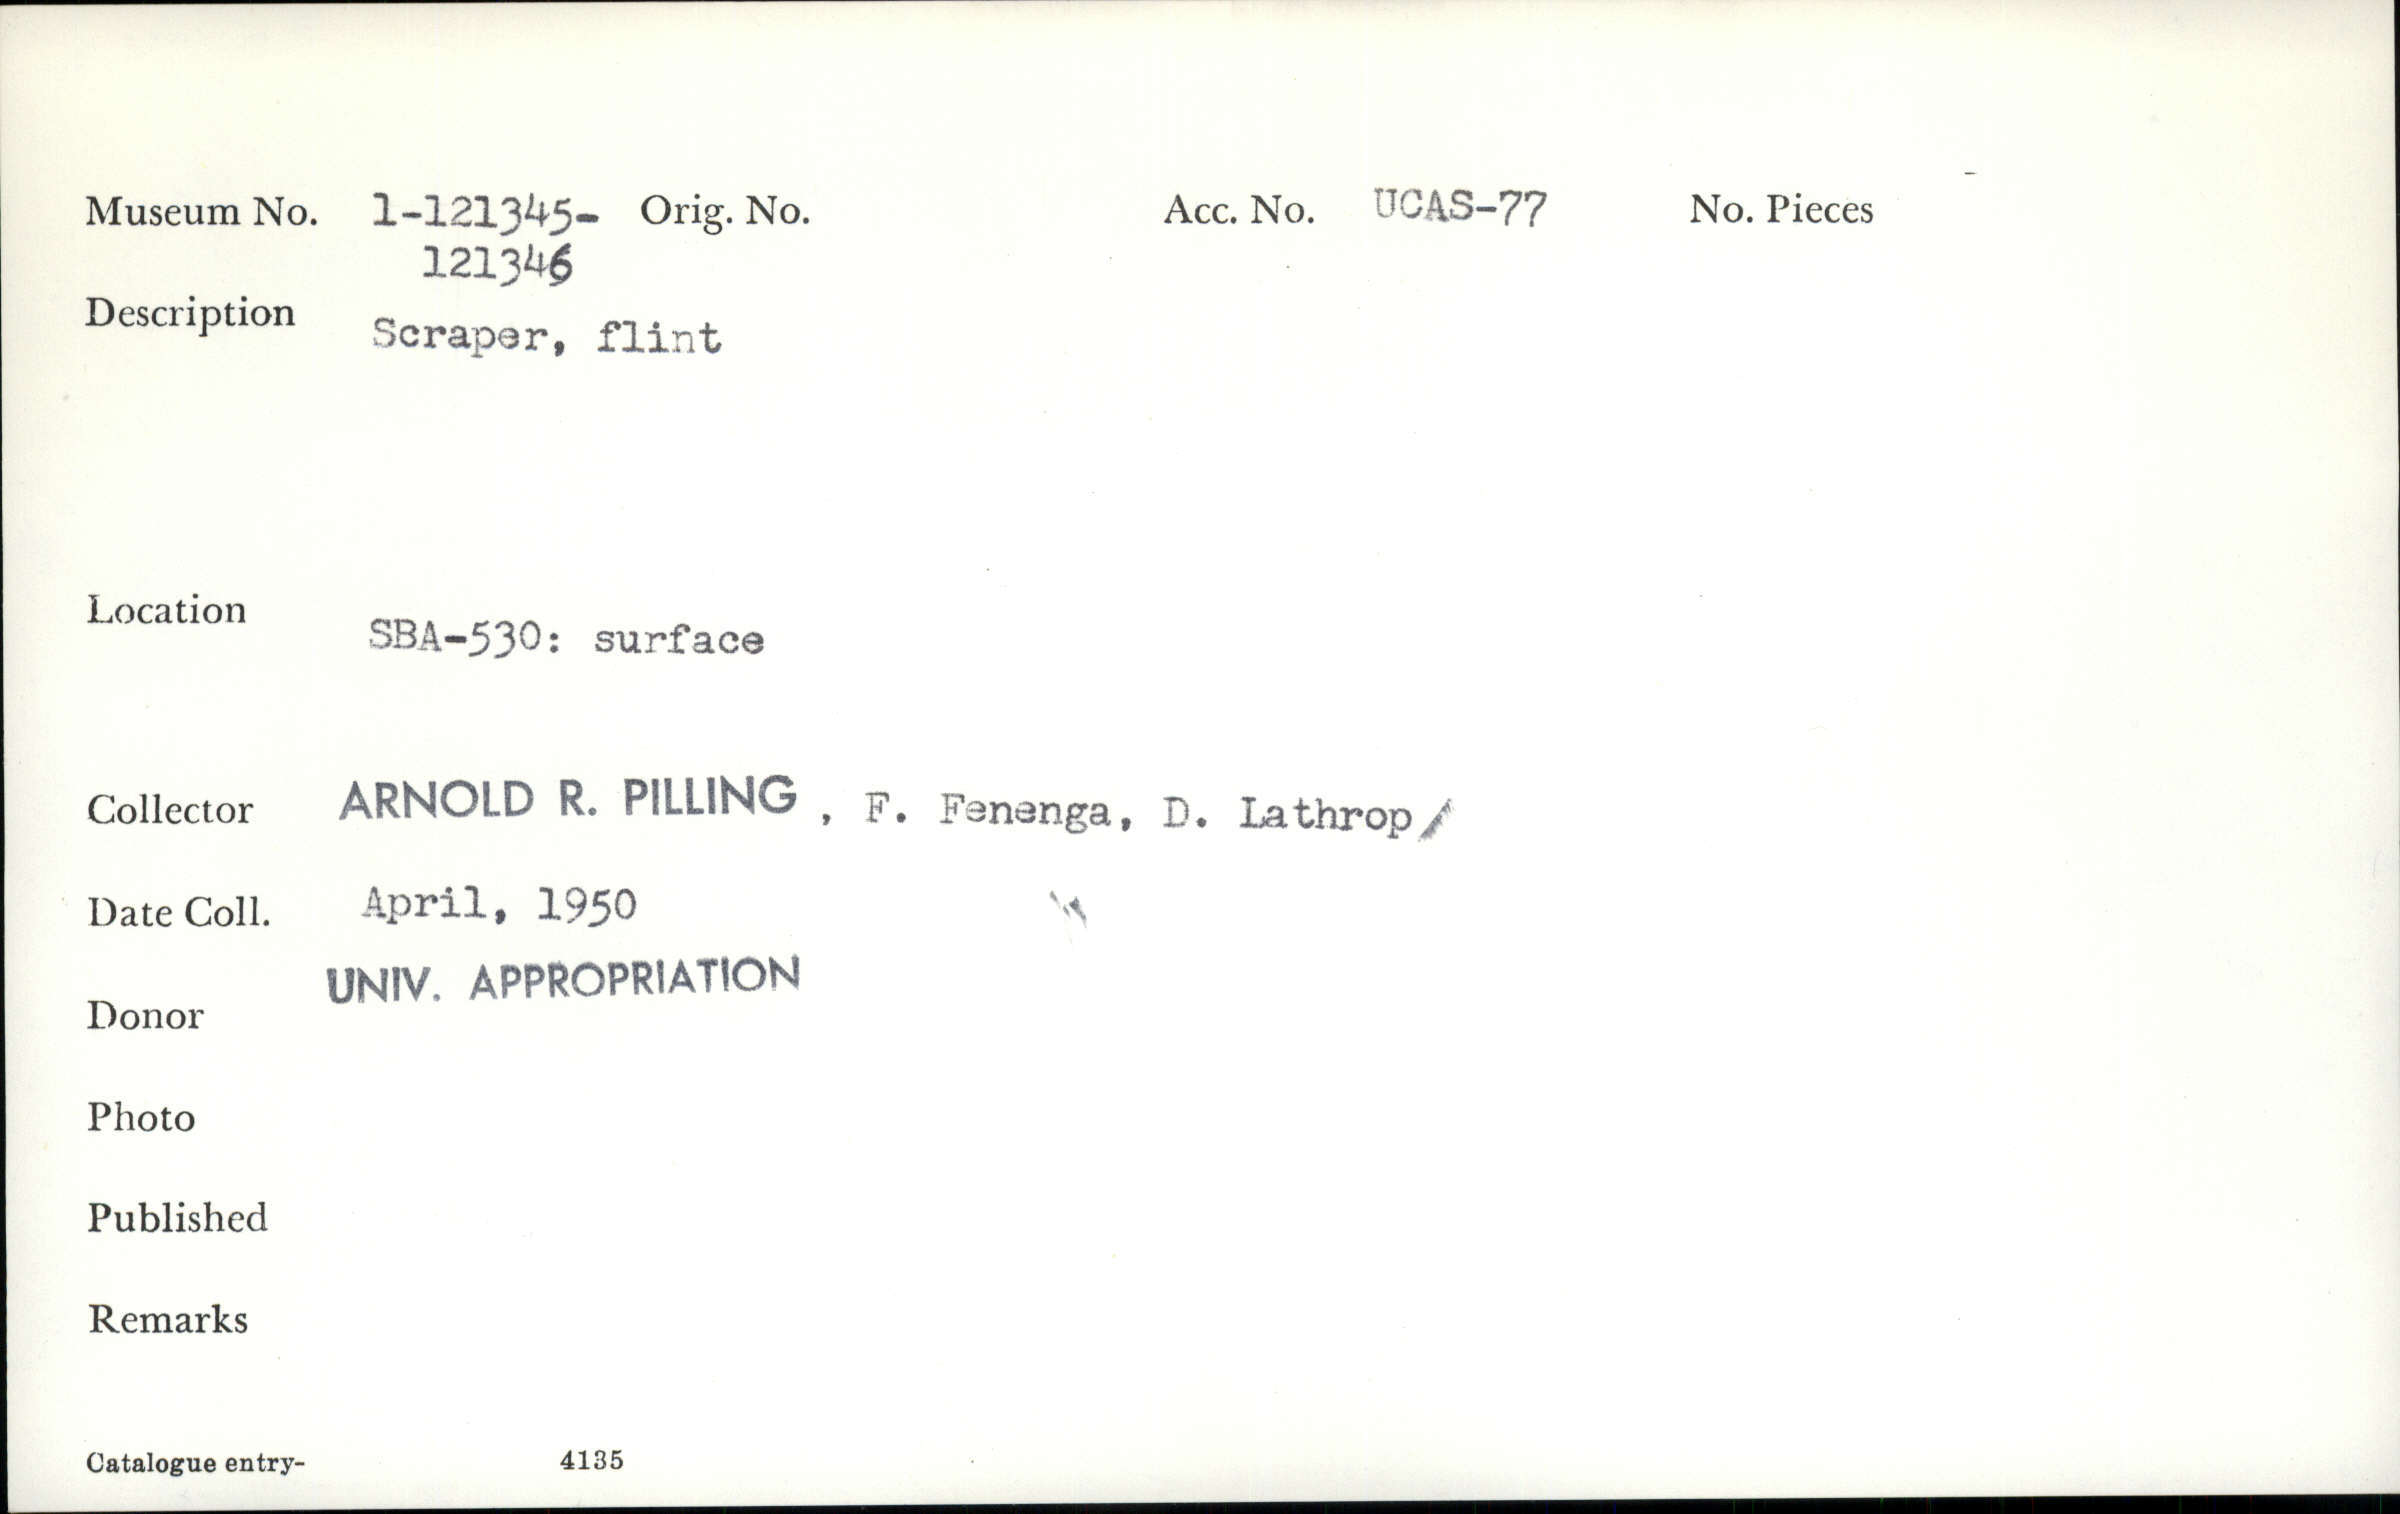 Museum No. 1-121345- Orig. No. Acc. No. UCAS-77 No. Pieces
121346
Description Scraper, flint
Location SBA-530: surface
Collector ARNOLD R. PILLING , F. Fenenga, D. Lathrop/
Date Coll. April, 1950
Donor UNIV. APPROPRIATION
Photo
Published
Remarks
Catalogue entry- 4135